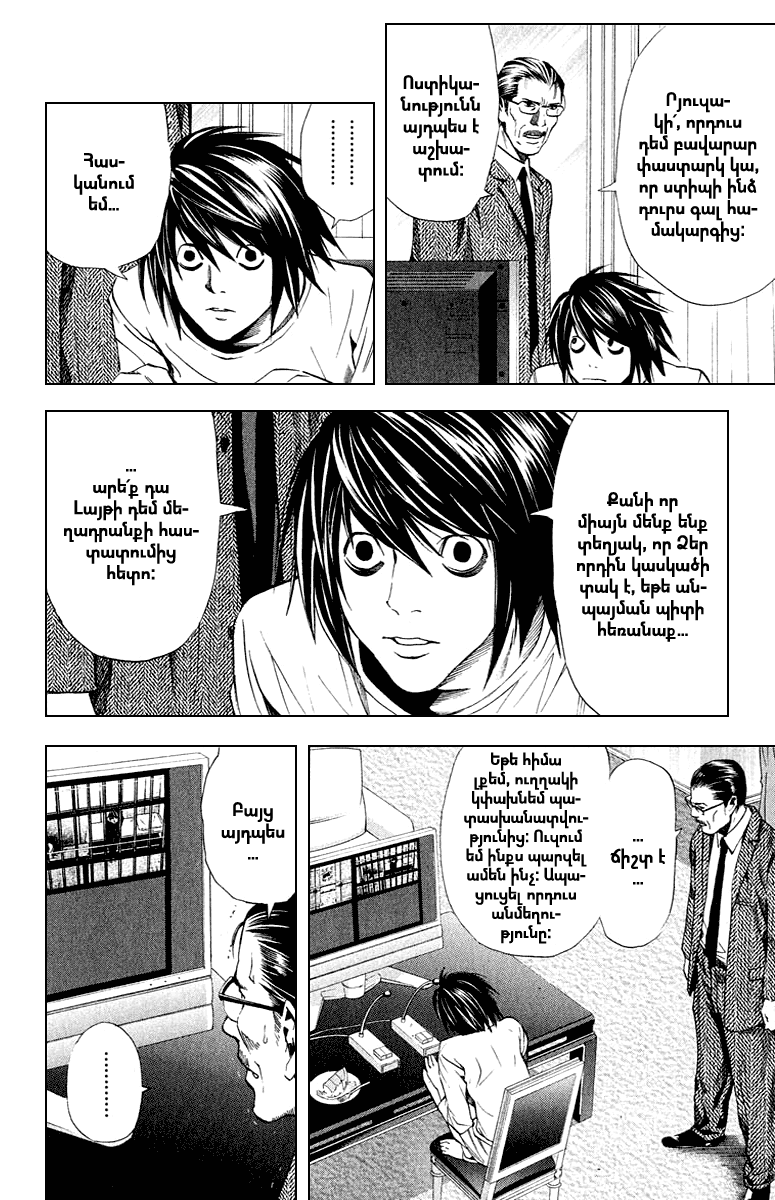 Րյուզա-
կի՛, որդուս
դեմ բավարար
փաստարկ կա,
որ ստիպի ինձ
դուրս գալ հա-
մակարգից:
Ոստիկա-
նությունն
այդպես է
աշխա-
տում:
.........
Հաս-
կանում
եմ...
Քանի որ
միայն մենք ենք
տեղյակ, որ Ձեր
որդին կասկածի
տակ է, եթե ան-
պայման պիտի
հեռանաք...
...
արե՛ք դա
Լայթի դեմ մե-
ղադրանքի հաս-
տատումից
հետո:
...
ճիշտ է
...
Եթե հիմա
լքեմ, ուղղակի
կփախնեմ պա-
տասխանատվու-
թյունից: Ուզում
եմ ինքս պարզել
ամեն ինչ: Ապա-
ցուցել որդուս
անմեղու-
թյունը:
Բայց
այդպես
...
.........